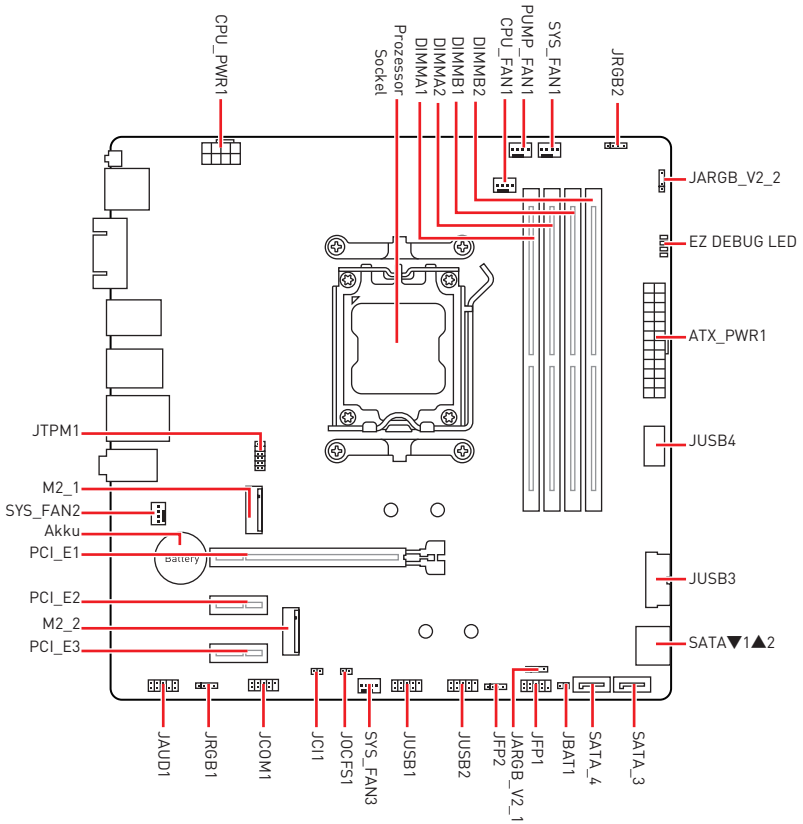 CPU_PWR1
Prozessor
Sockel
DIMMA1
DIMMA2
DIMMB1
DIMMB2
CPU_FAN1
PUMP_FAN1
SYS_FAN1
JRGB2
JARGB_V2_2
EZ DEBUG LED
ATX_PWR1
JUSB4
JUSB3
SATA▼1▲2
JTPM1
M2_1
SYS_FAN2
Akku
Battery
PCI_E1
PCI_E2
M2_2
PCI_E3
JAUD1
JRGB1
JCOM1
JCI1
JOCFS1
SYS_FAN3
JUSB1
JUSB2
JFP2
JARGB_V2_1
JFP1
JBAT1
SATA_4
SATA_3